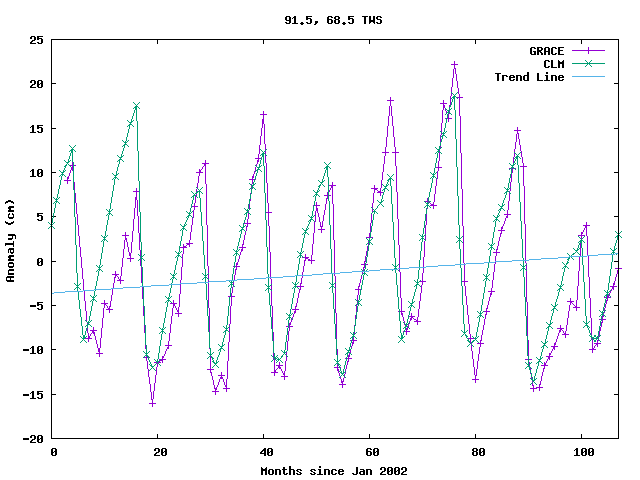 91.5, 68.5 TWS
GRACE
CLM
Trend Line
25
20
15
10
5
0
-5
-10
-15
-20
Anomaly (cm)
0 20 40 60 80 100
Months since Jan 2002